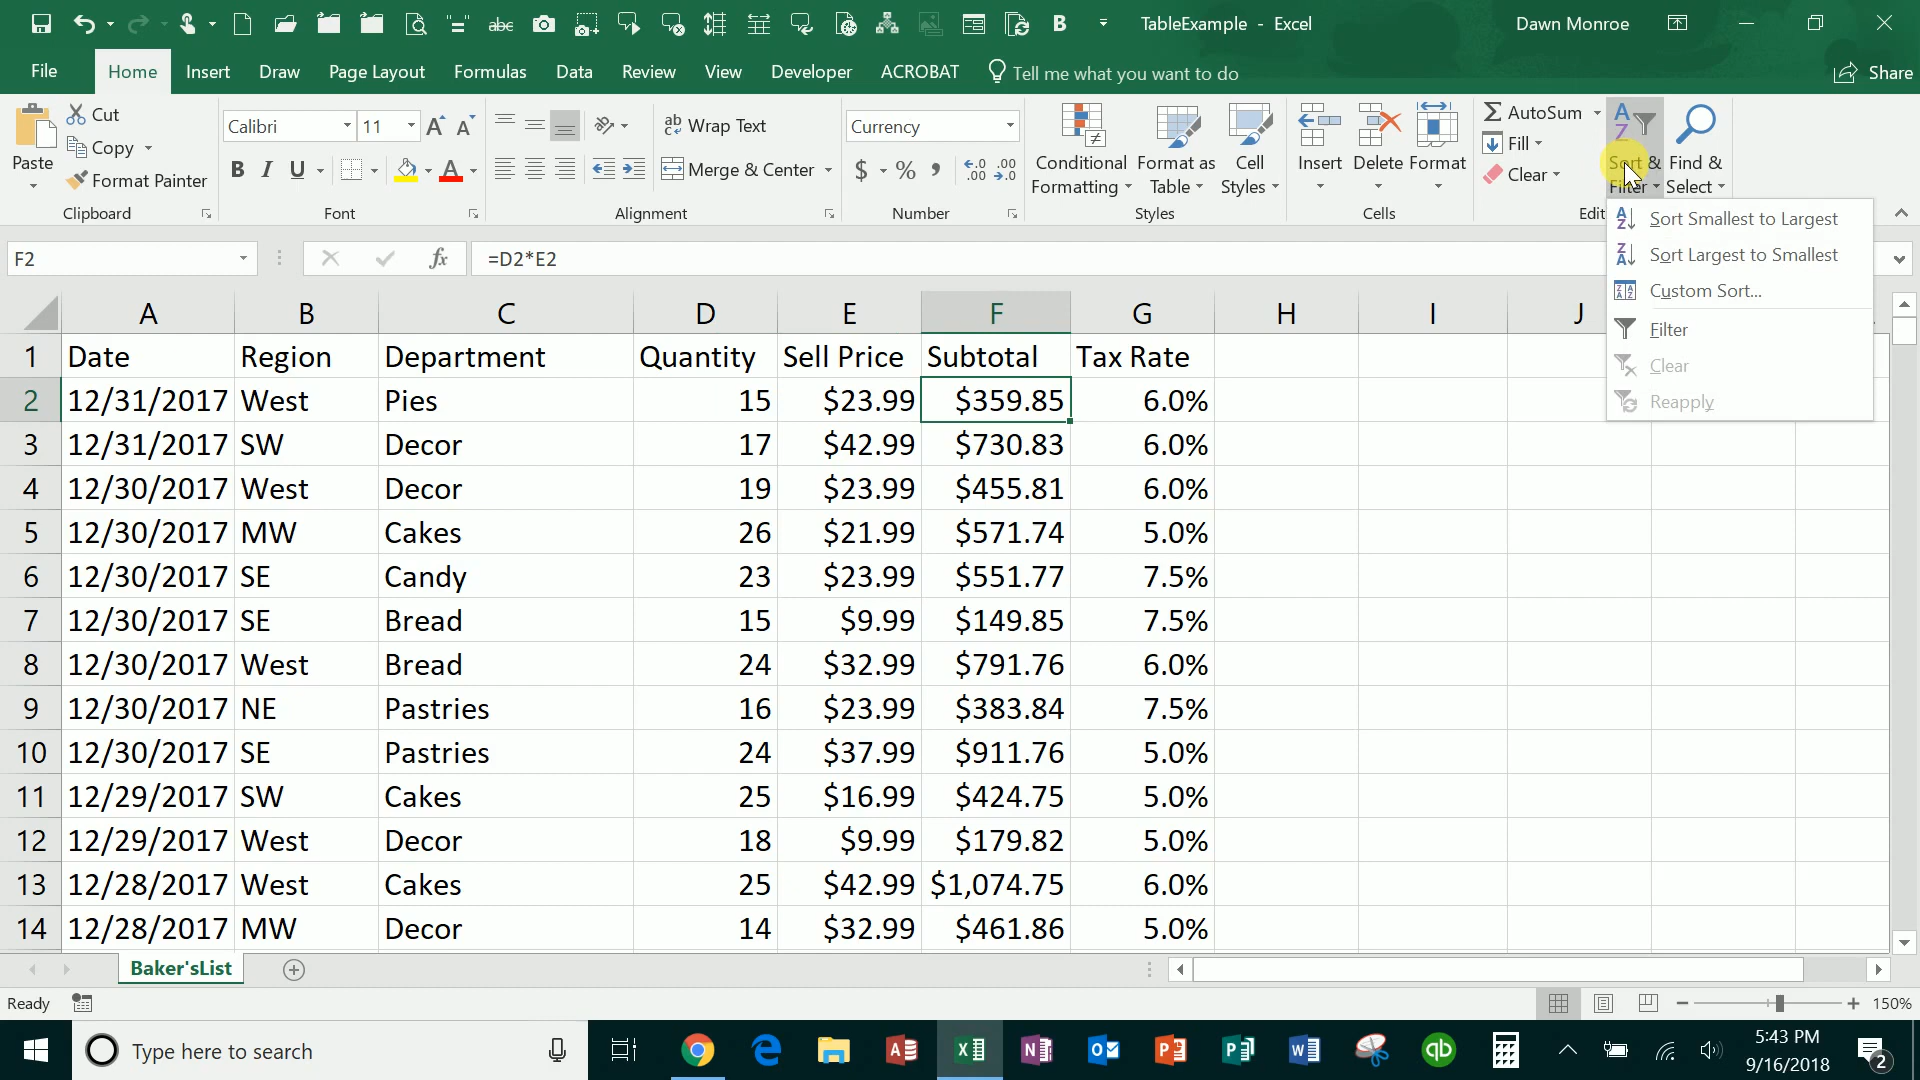 TableExample - Excel
Dawn Monroe
File Home Insert Draw Page Layout Formulas Data Review View Developer ACROBAT Tell me what you want to do Share
Paste
Cut
Copy
Format Painter
Clipboard
Calibri 11
B I U
Font
Wrap Text
Merge & Center
Alignment
Currency
$ %
Number
Conditional Formatting
Format as Table
Cell Styles
Styles
Insert Delete Format
Cells
AutoSum
Fill
Clear
Sort & Filter
Find & Select
Edit
Sort Smallest to Largest
Sort Largest to Smallest
Custom Sort...
Filter
Clear
Reapply
F2 fx =D2*E2
A B C D E F G H I J
1 Date Region Department Quantity Sell Price Subtotal Tax Rate
2 12/31/2017 West Pies 15 $23.99 $359.85 6.0%
3 12/31/2017 SW Decor 17 $42.99 $730.83 6.0%
4 12/30/2017 West Decor 19 $23.99 $455.81 6.0%
5 12/30/2017 MW Cakes 26 $21.99 $571.74 5.0%
6 12/30/2017 SE Candy 23 $23.99 $551.77 7.5%
7 12/30/2017 SE Bread 15 $9.99 $149.85 7.5%
8 12/30/2017 West Bread 24 $32.99 $791.76 6.0%
9 12/30/2017 NE Pastries 16 $23.99 $383.84 7.5%
10 12/30/2017 SE Pastries 24 $37.99 $911.76 5.0%
11 12/29/2017 SW Cakes 25 $16.99 $424.75 5.0%
12 12/29/2017 West Decor 18 $9.99 $179.82 5.0%
13 12/28/2017 West Cakes 25 $42.99 $1,074.75 6.0%
14 12/28/2017 MW Decor 14 $32.99 $461.86 5.0%
Baker'sList
Ready
150%
Type here to search
5:43 PM
9/16/2018
2